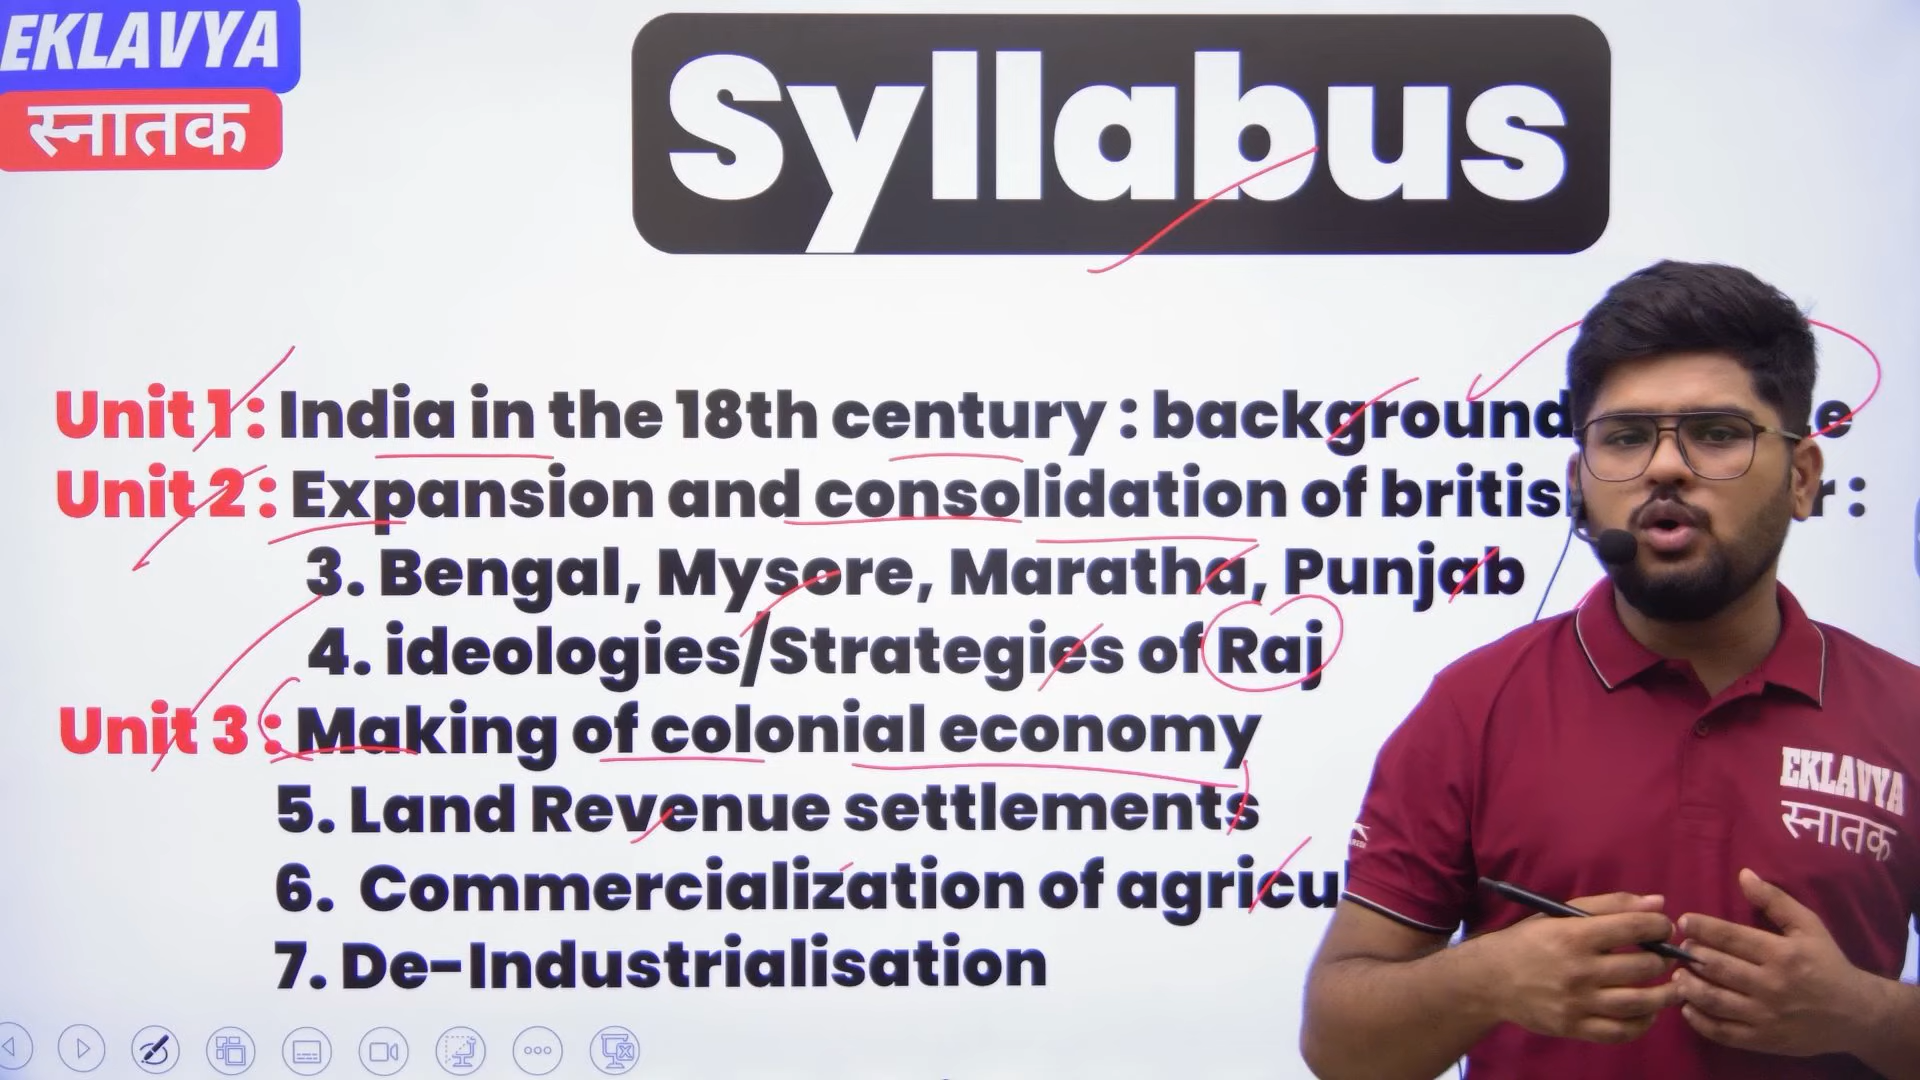 EKLAVYA
स्नातक
Syllabus
Unit 1 : India in the 18th century : background
Unit 2 : Expansion and consolidation of :
3. Bengal, Mysore, Maratha, Punjab
4. ideologies/Strategies of Raj
Unit 3 : Making of colonial economy
5. Land Revenue settlements
6. Commercialization of
7. De-Industrialisation
EKLAVYA
स्नातक